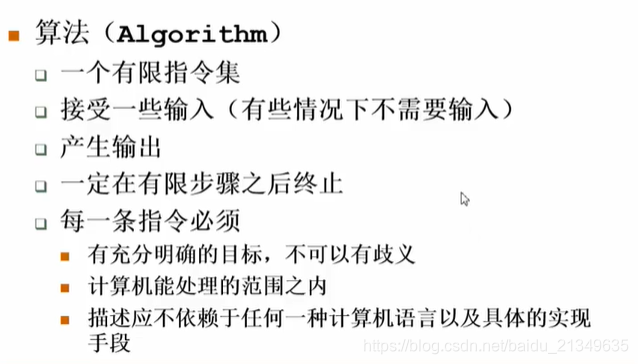 算法（Algorithm）
一个有限指令集
接受一些输入（有些情况下不需要输入）
产生输出
一定在有限步骤之后终止
每一条指令必须
有充分明确的目标，不可以有歧义
计算机能处理的范围之内
描述应不依赖于任何一种计算机语言以及具体的实现
手段
https://blog.csdn.net/baidu_21349635